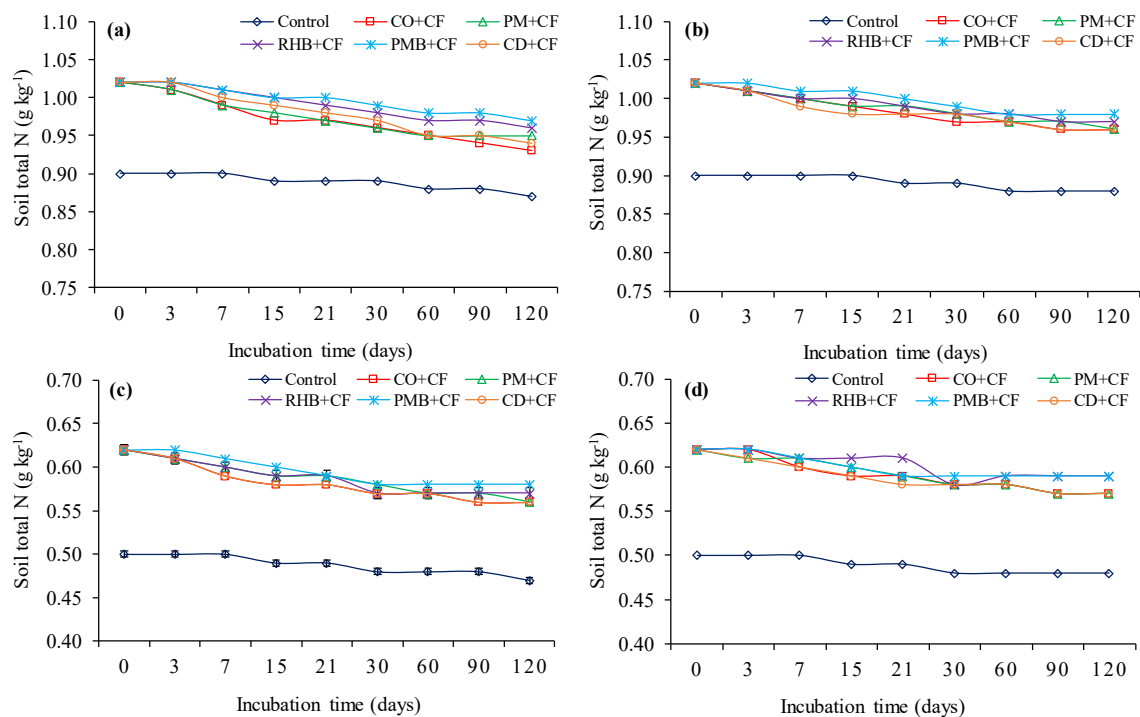 (a)
Control CO+CF PM+CF
RHB+CF PMB+CF CD+CF
Soil total N (g kg-1)
1.10
1.05
1.00
0.95
0.90
0.85
0.80
0.75
0 3 7 15 21 30 60 90 120
Incubation time (days)
(b)
Control CO+CF PM+CF
RHB+CF PMB+CF CD+CF
Soil total N (g kg-1)
1.10
1.05
1.00
0.95
0.90
0.85
0.80
0.75
0 3 7 15 21 30 60 90 120
Incubation time (days)
(c)
Control CO+CF PM+CF
RHB+CF PMB+CF CD+CF
Soil total N (g kg-1)
0.70
0.65
0.60
0.55
0.50
0.45
0.40
0 3 7 15 21 30 60 90 120
Incubation time (days)
(d)
Control CO+CF PM+CF
RHB+CF PMB+CF CD+CF
Soil total N (g kg-1)
0.70
0.65
0.60
0.55
0.50
0.45
0.40
0 3 7 15 21 30 60 90 120
Incubation time (days)